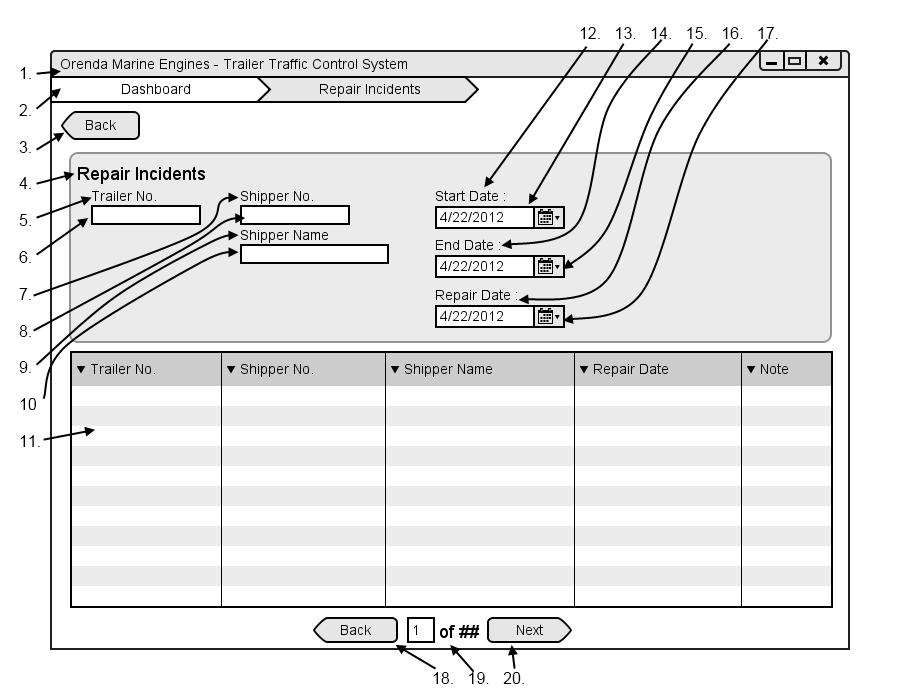 12. 13. 14. 15. 16. 17.
1. Orenda Marine Engines - Trailer Traffic Control System
2. Dashboard Repair Incidents
3. Back
4. Repair Incidents
5. Trailer No. Shipper No. Start Date :
6. 4/22/2012
Shipper Name End Date :
7. 4/22/2012
8. Repair Date :
9. 4/22/2012
10 Trailer No. Shipper No. Shipper Name Repair Date Note
11.
Back 1 of ## Next
18. 19. 20.